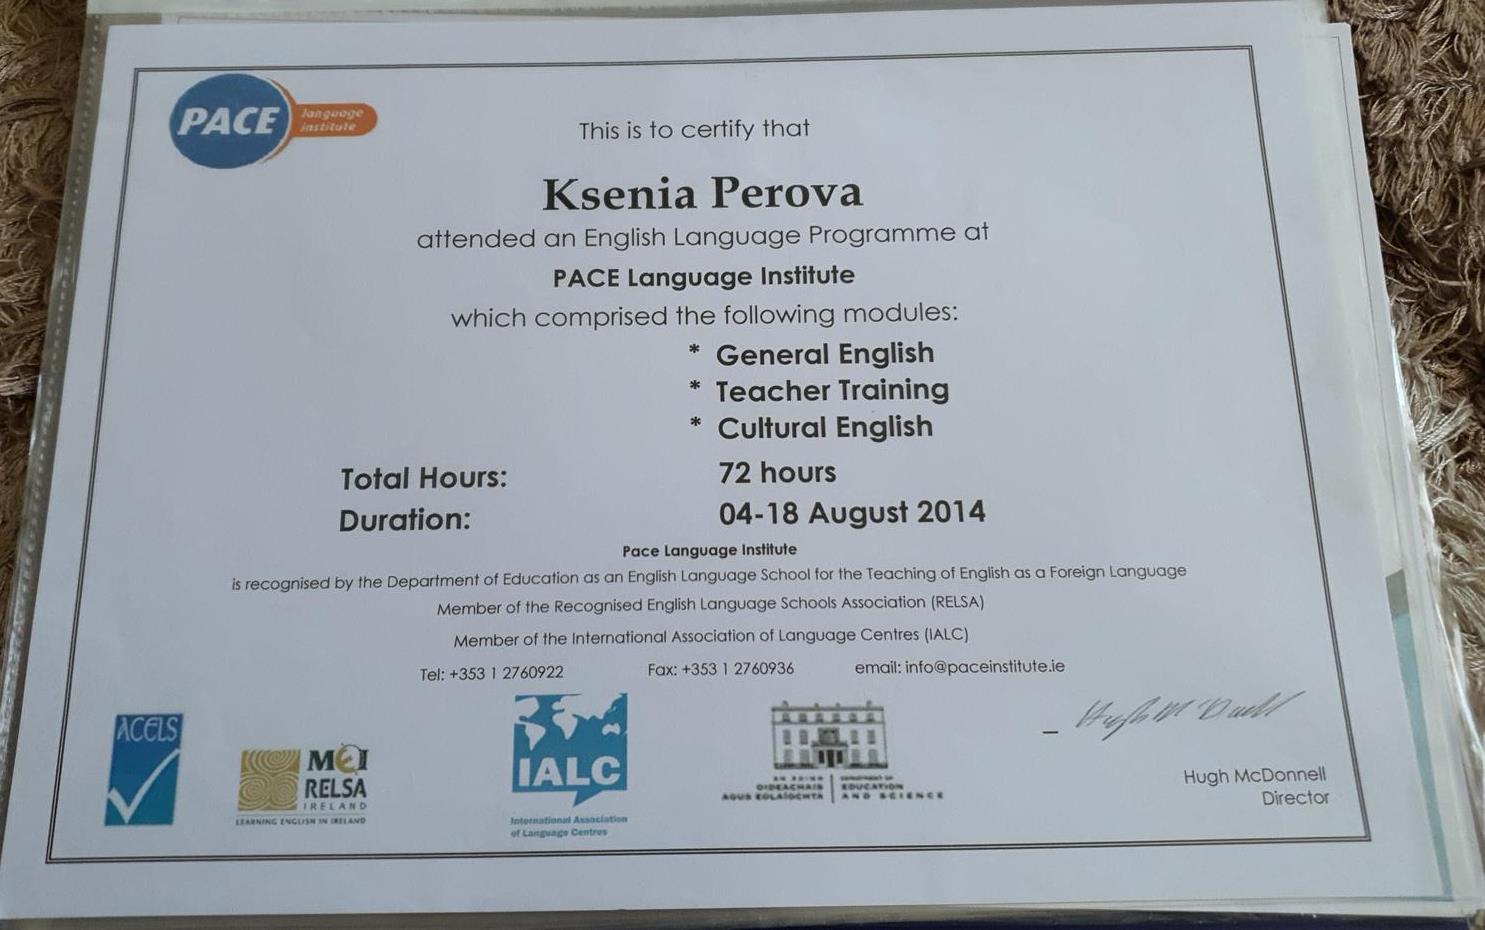 PACE
language
institute
This is to certify that
Ksenia Perova
attended an English Language Programme at
PACE Language Institute
which comprised the following modules:
* General English
* Teacher Training
* Cultural English
Total Hours: 72 hours
Duration: 04-18 August 2014
Pace Language Institute
is recognised by the Department of Education as an English Language School for the Teaching of English as a Foreign Language
Member of the Recognised English Language Schools Association (RELSA)
Member of the International Association of Language Centres (IALC)
Tel: +353 1 2760922 Fax: +353 1 2760936 email: info@paceinstitute.ie
Hugh McDonnell
Director
ACELS
MEI
RELSA
IRELAND
LEARNING ENGLISH IN IRELAND
IALC
International Association
of Language Centres
AN ROINN
OIDEACHAIS
AGUS EOLAÍOCHTA
DEPARTMENT OF
EDUCATION
AND SCIENCE